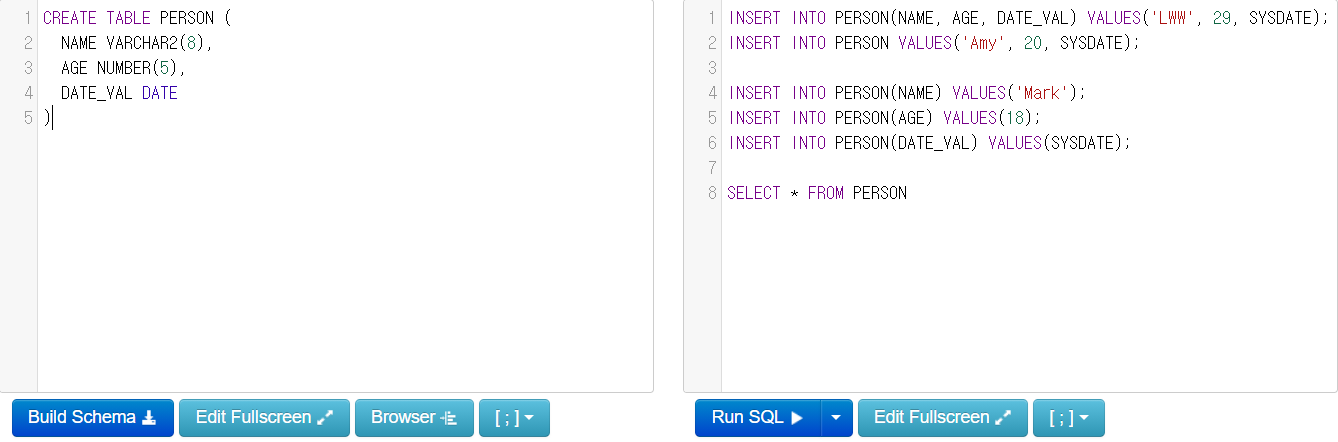 1 CREATE TABLE PERSON (
2 NAME VARCHAR2(8),
3 AGE NUMBER(5),
4 DATE_VAL DATE
5 )
Build Schema Edit Fullscreen Browser [ ; ]
1 INSERT INTO PERSON(NAME, AGE, DATE_VAL) VALUES('LWW', 29, SYSDATE);
2 INSERT INTO PERSON VALUES('Amy', 20, SYSDATE);
3
4 INSERT INTO PERSON(NAME) VALUES('Mark');
5 INSERT INTO PERSON(AGE) VALUES(18);
6 INSERT INTO PERSON(DATE_VAL) VALUES(SYSDATE);
7
8 SELECT * FROM PERSON
Run SQL Edit Fullscreen [ ; ]